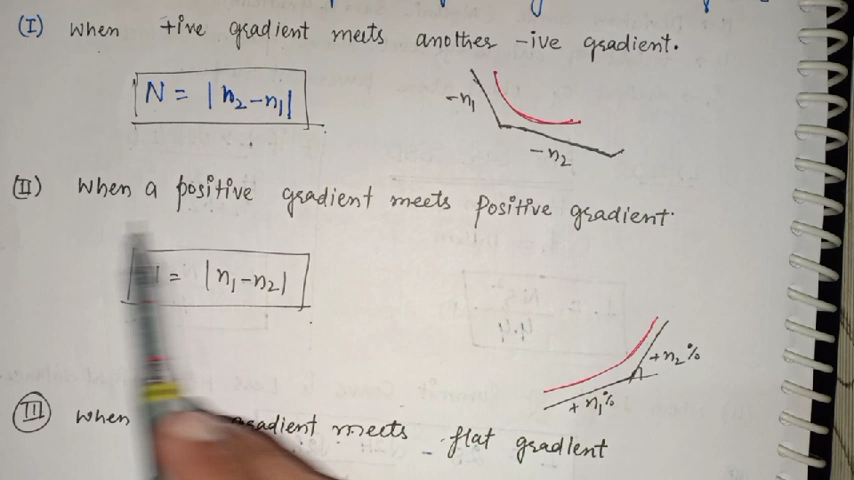 (I) when +ive gradient meets another -ive gradient.
N = |n2-n1|
-n1
-n2
(II) when a positive gradient meets positive gradient.
= |n1-n2|
+n2%
+n1%
(III) when gradient meets flat gradient